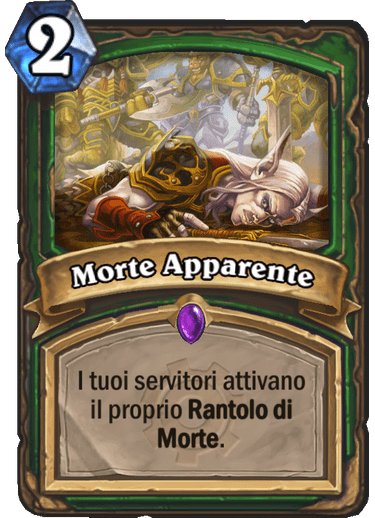 2
Morte Apparente
I tuoi servitori attivano
il proprio Rantolo di
Morte.